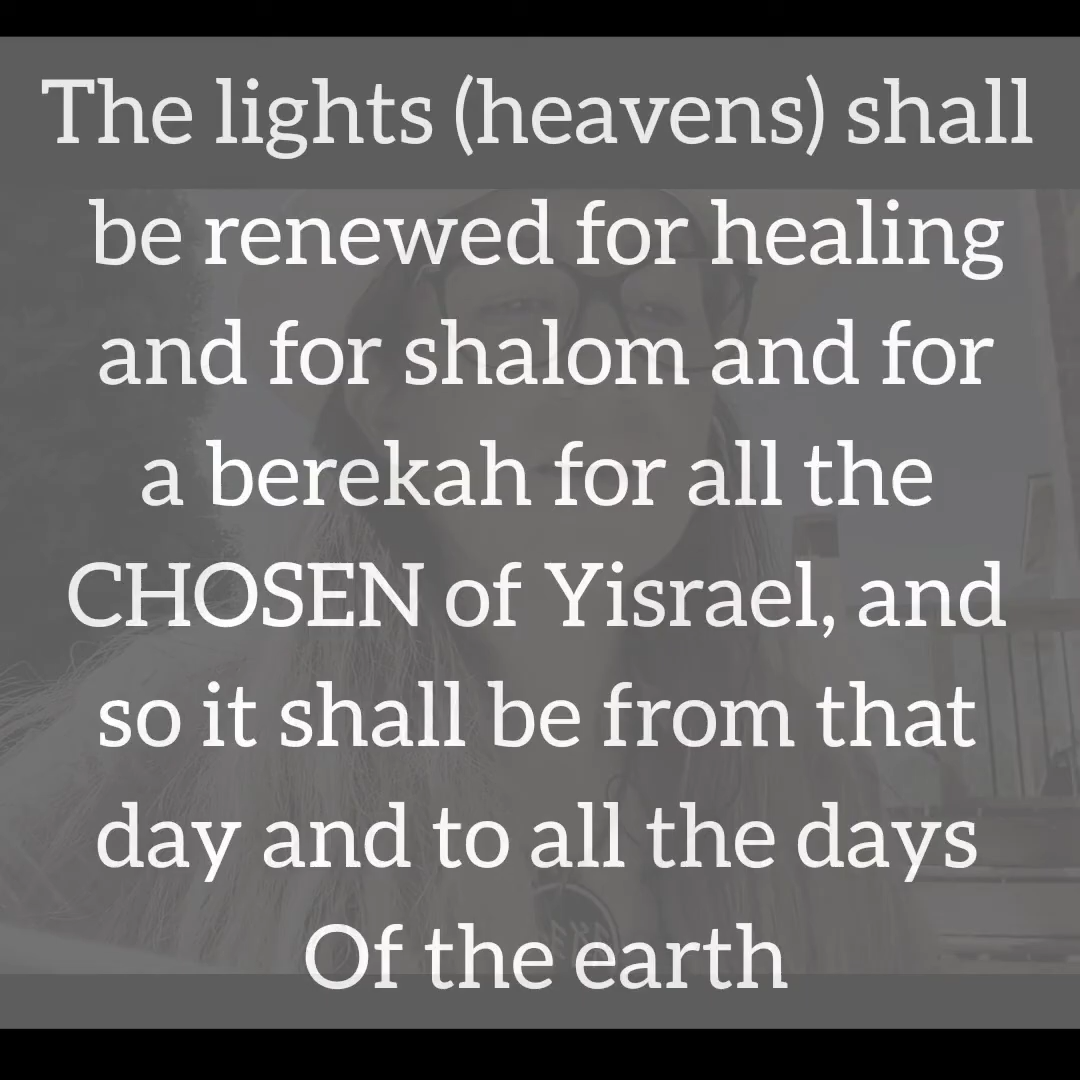 The lights (heavens) shall
be renewed for healing
and for shalom and for
a berekah for all the
CHOSEN of Yisrael, and
so it shall be from that
day and to all the days
Of the earth